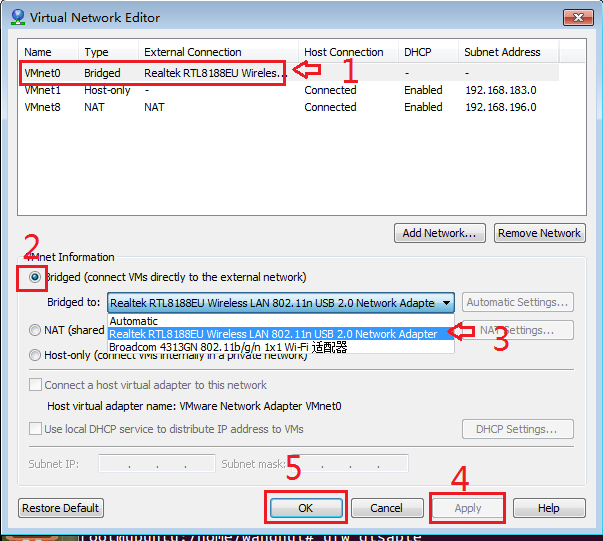 Virtual Network Editor
Name Type External Connection Host Connection DHCP Subnet Address
VMnet0 Bridged Realtek RTL8188EU Wireles... - - -
1
VMnet1 Host-only - Connected Enabled 192.168.183.0
VMnet8 NAT NAT Connected Enabled 192.168.196.0
Add Network... Remove Network
2
VMnet Information
Bridged (connect VMs directly to the external network)
Bridged to: Realtek RTL8188EU Wireless LAN 802.11n USB 2.0 Network Adapte Automatic Settings...
Automatic
NAT (shared Realtek RTL8188EU Wireless LAN 802.11n USB 2.0 Network Adapter NAT Settings...
3
Broadcom 4313GN 802.11b/g/n 1x1 Wi-Fi 适配器
Host-only (connect VMs internally in a private network)
Connect a host virtual adapter to this network
Host virtual adapter name: VMware Network Adapter VMnet0
Use local DHCP service to distribute IP address to VMs DHCP Settings...
Subnet IP: . . . Subnet mask: . . .
5 4
Restore Default OK Cancel Apply Help
root@ubuntu:/home/wanghui# ufw disable